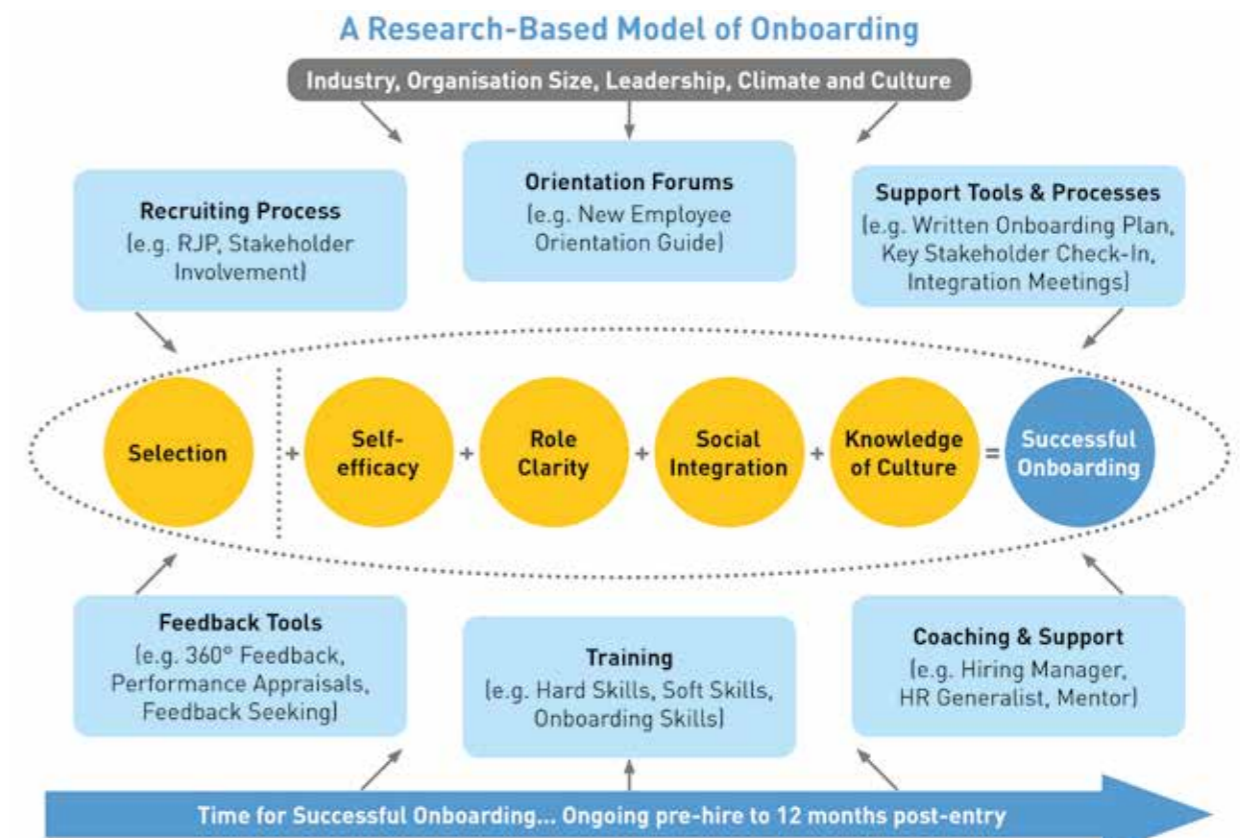 A Research-Based Model of Onboarding
Industry, Organisation Size, Leadership, Climate and Culture
Recruiting Process
(e.g. RJP, Stakeholder
Involvement)
Orientation Forums
(e.g. New Employee
Orientation Guide)
Support Tools & Processes
(e.g. Written Onboarding Plan,
Key Stakeholder Check-In,
Integration Meetings)
Selection
+
Self-
efficacy
+
Role
Clarity
+
Social
Integration
+
Knowledge
of Culture
=
Successful
Onboarding
Feedback Tools
(e.g. 360° Feedback,
Performance Appraisals,
Feedback Seeking)
Training
(e.g. Hard Skills, Soft Skills,
Onboarding Skills)
Coaching & Support
(e.g. Hiring Manager,
HR Generalist, Mentor)
Time for Successful Onboarding... Ongoing pre-hire to 12 months post-entry